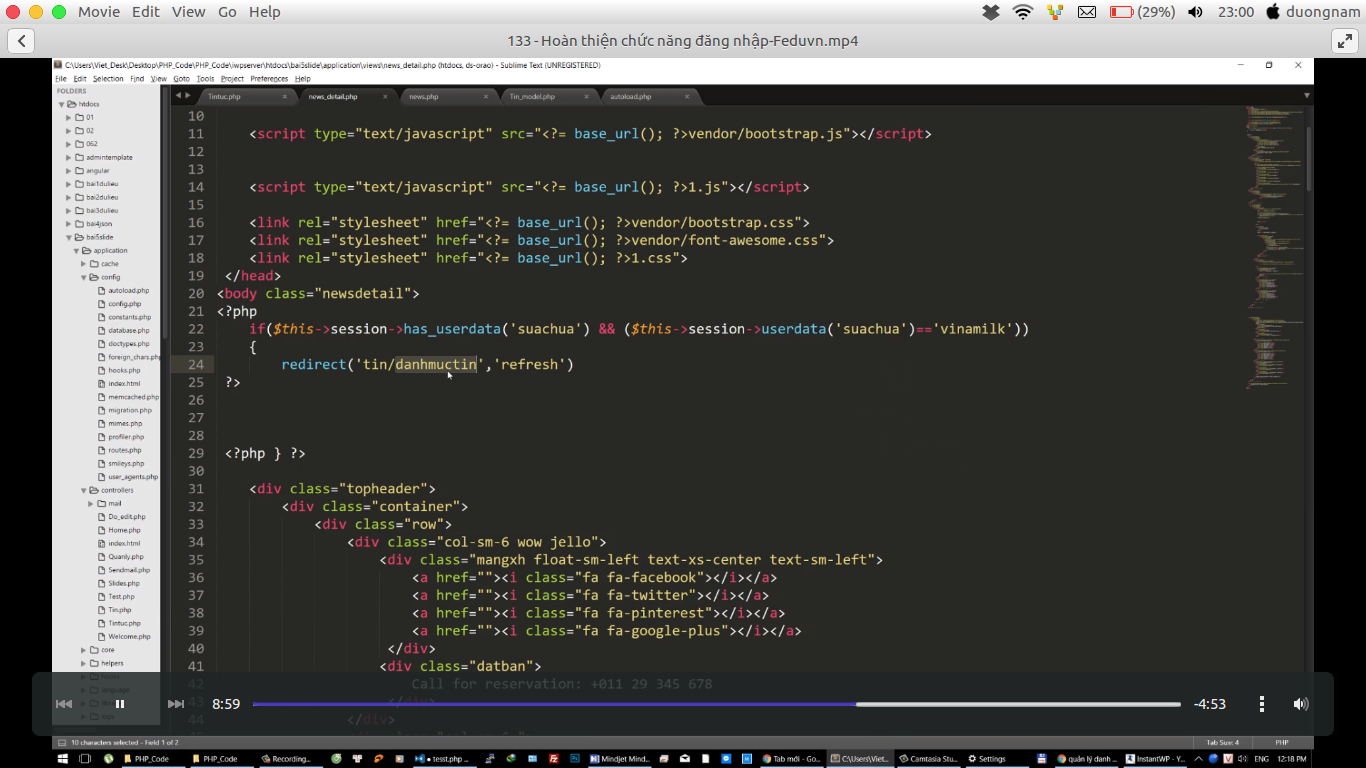 Movie Edit View Go Help (29%) 23:00 duongnam
133-Hoàn thiện chức năng đăng nhập-Feduvn.mp4
C:\Users\Viet_Desk\Desktop\PHP_Code\PHP_Code\iwpserver\htdocs\bai5slide\application\views\news_detail.php (htdocs, ds-orao) - Sublime Text (UNREGISTERED)
File Edit Selection Find View Goto Tools Project Preferences Help
FOLDERS
htdocs
01
02
062
admintemplate
angular
bai1dulieu
bai2dulieu
bai3dulieu
bai4json
bai5slide
application
cache
config
autoload.php
config.php
constants.php
database.php
doctypes.php
foreign_chars.php
hooks.php
index.html
memcached.php
migration.php
mimes.php
profiler.php
routes.php
smileys.php
user_agents.php
controllers
mail
Do_edit.php
Home.php
index.html
Quanly.php
Sendmail.php
Slides.php
Test.php
Tin.php
Tintuc.php
Welcome.php
core
helpers
hooks
language
logs
Tintuc.php news_detail.php news.php Tin_model.php autoload.php
10
11 <script type="text/javascript" src="<?= base_url(); ?>vendor/bootstrap.js"></script>
12
13
14 <script type="text/javascript" src="<?= base_url(); ?>1.js"></script>
15
16 <link rel="stylesheet" href="<?= base_url(); ?>vendor/bootstrap.css">
17 <link rel="stylesheet" href="<?= base_url(); ?>vendor/font-awesome.css">
18 <link rel="stylesheet" href="<?= base_url(); ?>1.css">
19 </head>
20 <body class="newsdetail">
21 <?php
22 if($this->session->has_userdata('suachua') && ($this->session->userdata('suachua')=='vinamilk'))
23 {
24 redirect('tin/danhmuctin','refresh')
25 ?>
26
27
28
29 <?php } ?>
30
31 <div class="topheader">
32 <div class="container">
33 <div class="row">
34 <div class="col-sm-6 wow jello">
35 <div class="mangxh float-sm-left text-xs-center text-sm-left">
36 <a href=""><i class="fa fa-facebook"></i></a>
37 <a href=""><i class="fa fa-twitter"></i></a>
38 <a href=""><i class="fa fa-pinterest"></i></a>
39 <a href=""><i class="fa fa-google-plus"></i></a>
40 </div>
41 <div class="datban">
42 Call for reservation: +011 29 345 678
43 </div>
44 </div>
8:59 -4:53
10 characters selected - Field 1 of 2 Tab Size: 4 PHP
PHP_Code PHP_Code Recording... tesst.php ... Mindjet Mind... Tab mới - Go... C:\Users\Viet... Camtasia Stu... Settings quản lý danh ... InstantWP - Y... ENG 12:18 PM